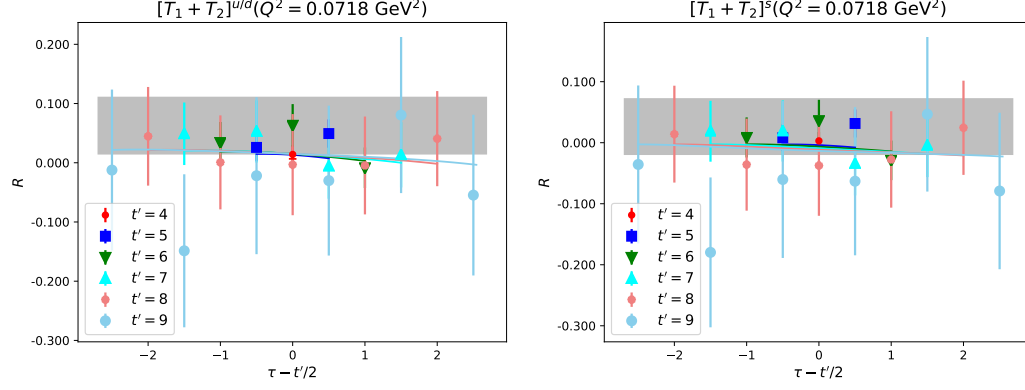 [T₁ + T₂]ᵘ/ᵈ(Q² = 0.0718 GeV²)
0.200
0.100
0.000
-0.100
-0.200
-0.300
R
t′ = 4
t′ = 5
t′ = 6
t′ = 7
t′ = 8
t′ = 9
−2
−1
0
1
2
τ − t′/2
[T₁ + T₂]ˢ(Q² = 0.0718 GeV²)
0.100
0.000
-0.100
-0.200
-0.300
R
t′ = 4
t′ = 5
t′ = 6
t′ = 7
t′ = 8
t′ = 9
−2
−1
0
1
2
τ − t′/2